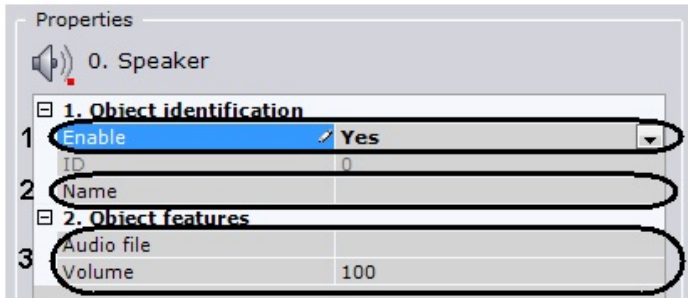 Properties
0. Speaker
1. Object identification
1 Enable Yes
ID 0
2 Name
2. Object features
3 Audio file
Volume 100